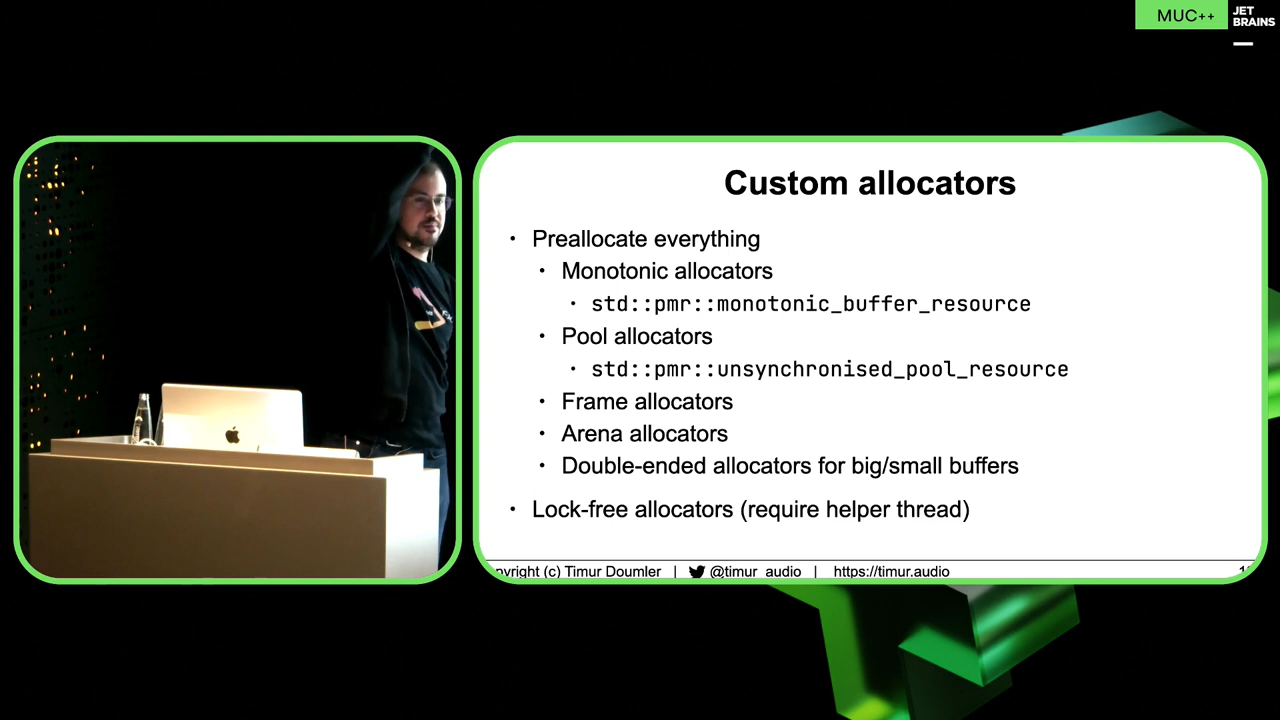 MUC++
JET
BRAINS
Custom allocators
• Preallocate everything
• Monotonic allocators
• std::pmr::monotonic_buffer_resource
• Pool allocators
• std::pmr::unsynchronised_pool_resource
• Frame allocators
• Arena allocators
• Double-ended allocators for big/small buffers
• Lock-free allocators (require helper thread)
(c) Timur Doumler | @timur_audio | https://timur.audio